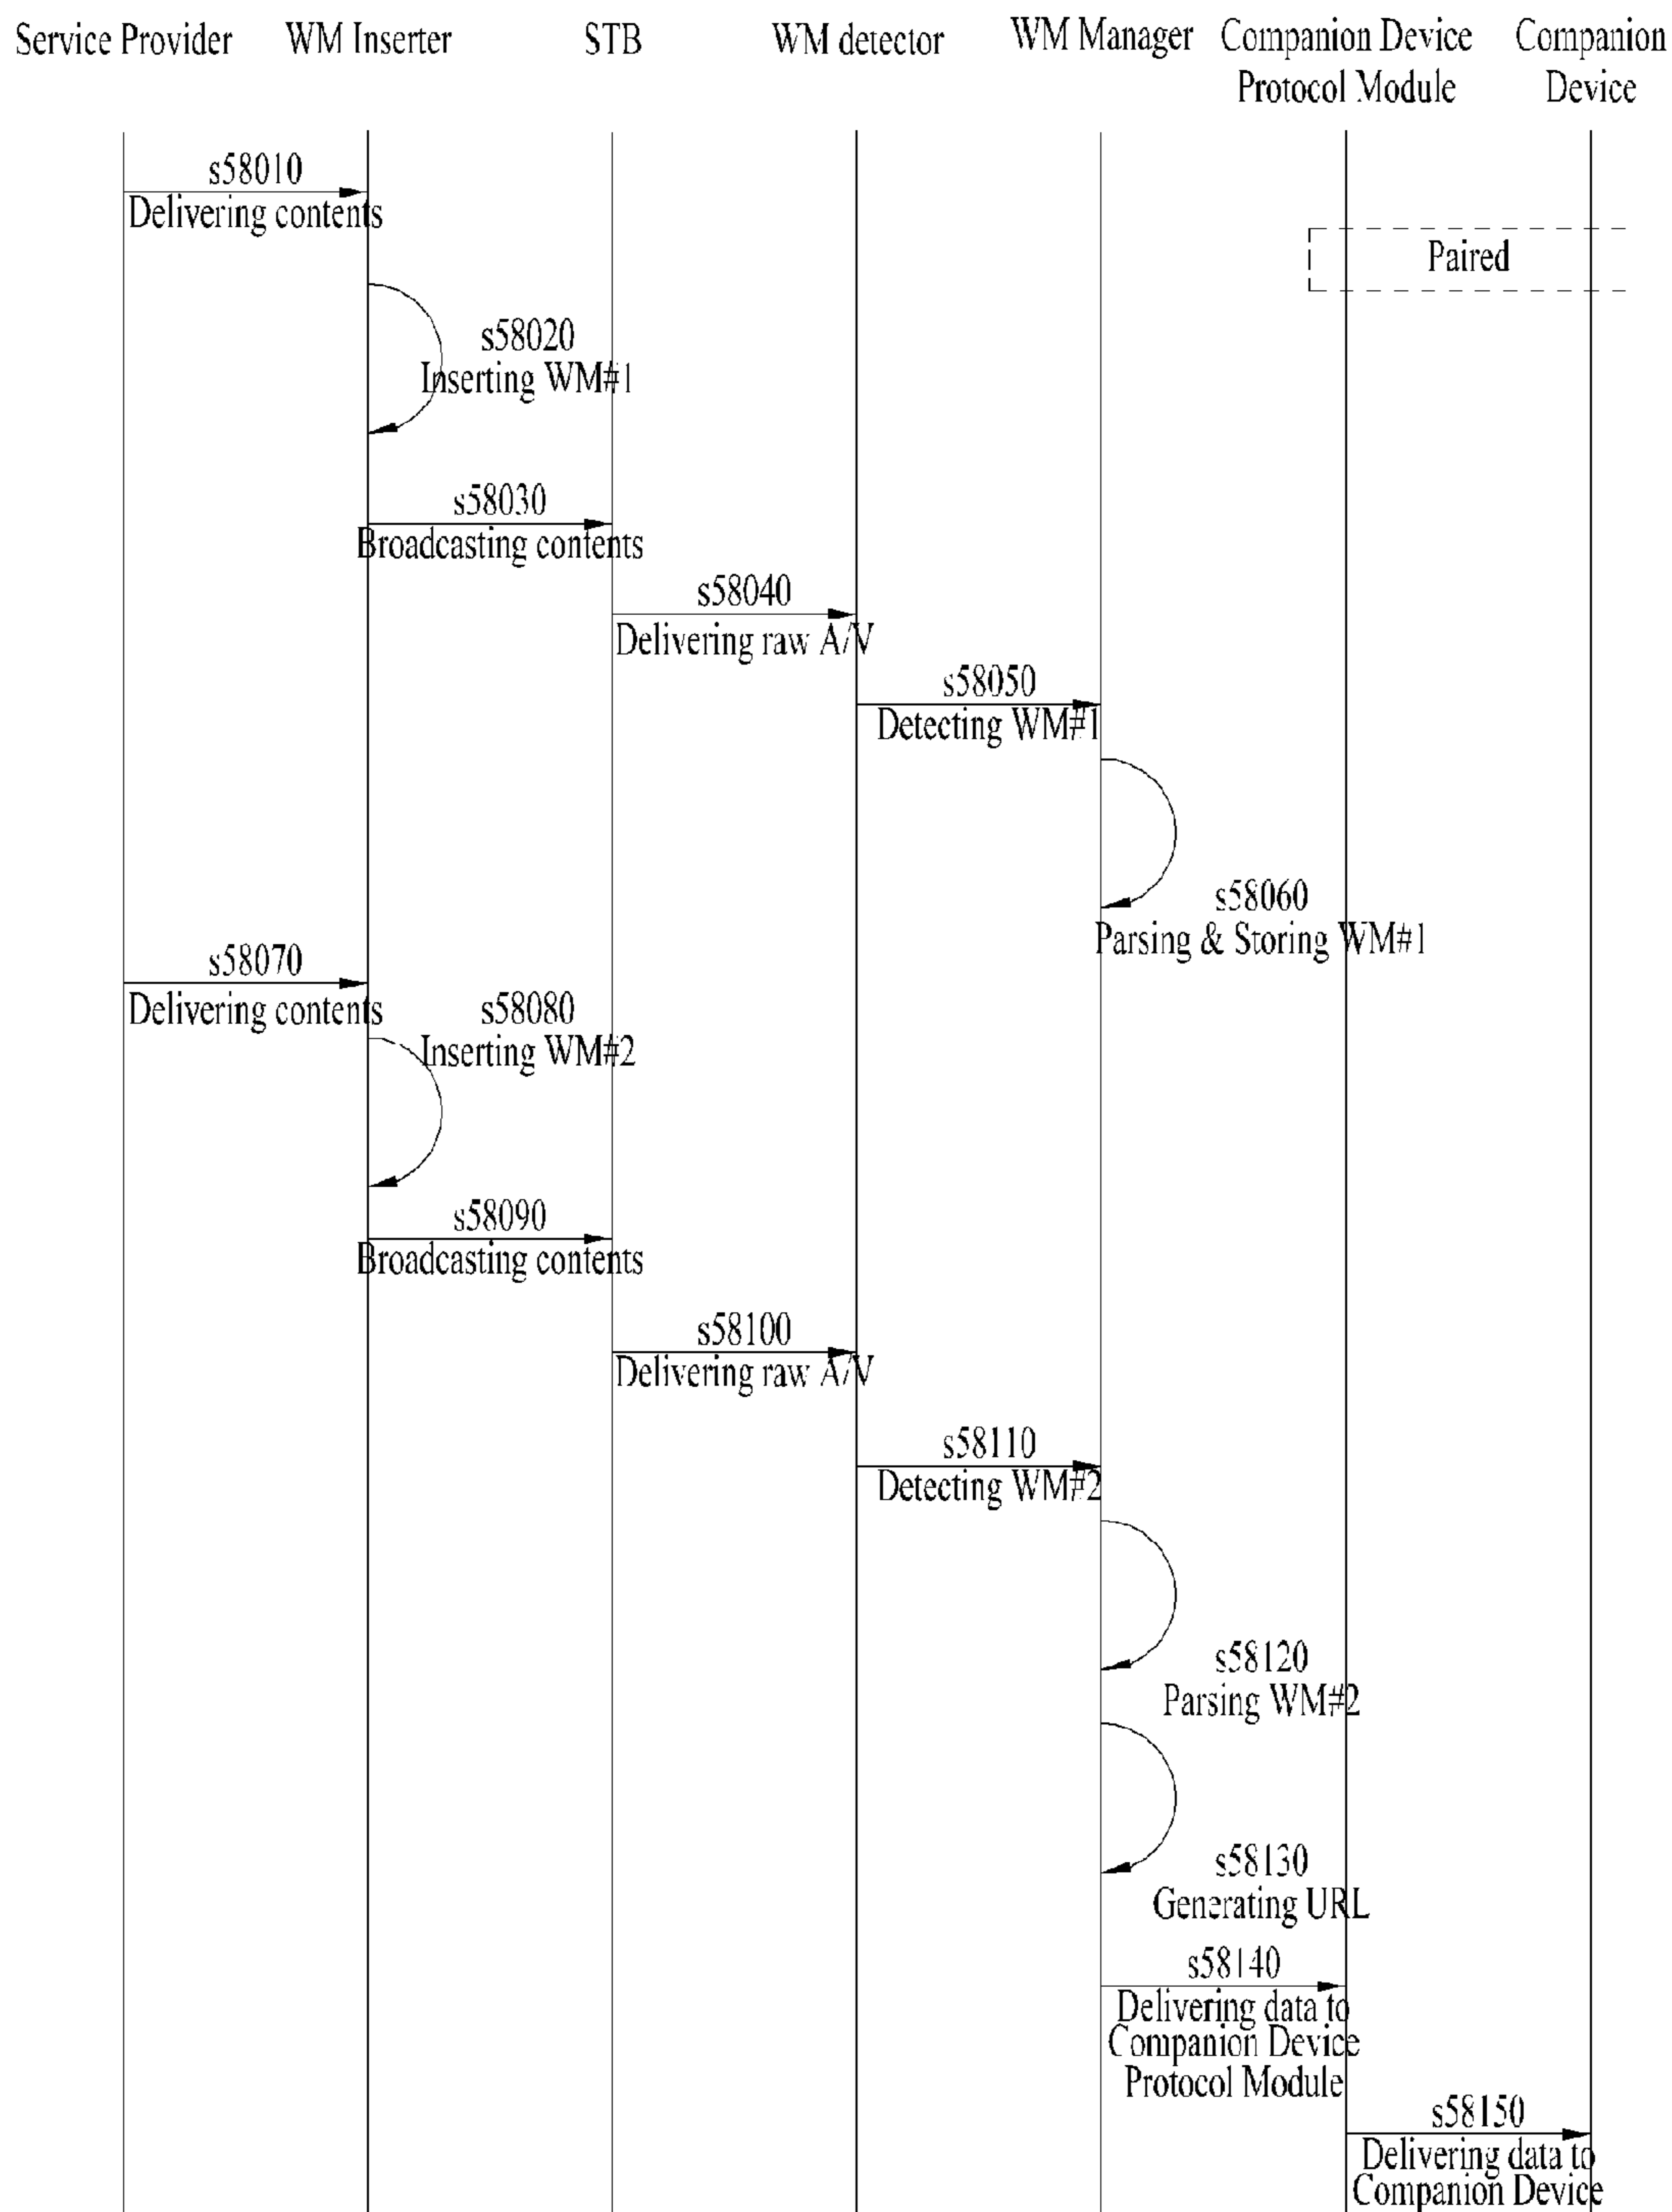 Service Provider
WM Inserter
STB
WM detector
WM Manager
Companion Device
Protocol Module
Companion
Device
s58010
Delivering contents
Paired
s58020
Inserting WM#1
s58030
Broadcasting contents
s58040
Delivering raw A/V
s58050
Detecting WM#1
s58060
Parsing & Storing WM#1
s58070
Delivering contents
s58080
Inserting WM#2
s58090
Broadcasting contents
s58100
Delivering raw A/V
s58110
Detecting WM#2
s58120
Parsing WM#2
s58130
Generating URL
s58140
Delivering data to
Companion Device
Protocol Module
s58150
Delivering data to
Companion Device